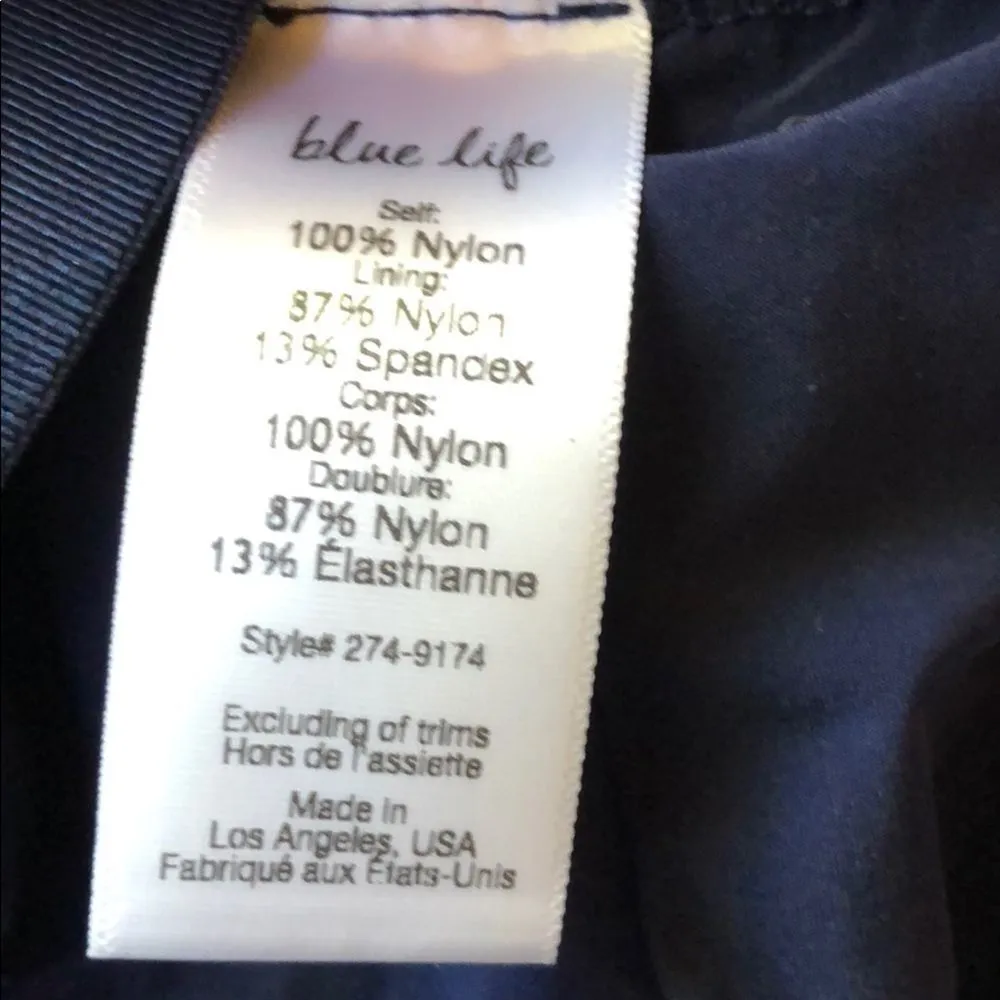 blue life
Self:
100% Nylon
Lining:
87% Nylon
13% Spandex
Corps:
100% Nylon
Doublure:
87% Nylon
13% Élasthanne
Style# 274-9174
Excluding of trims
Hors de l'assiette
Made in
Los Angeles, USA
Fabriqué aux États-Unis